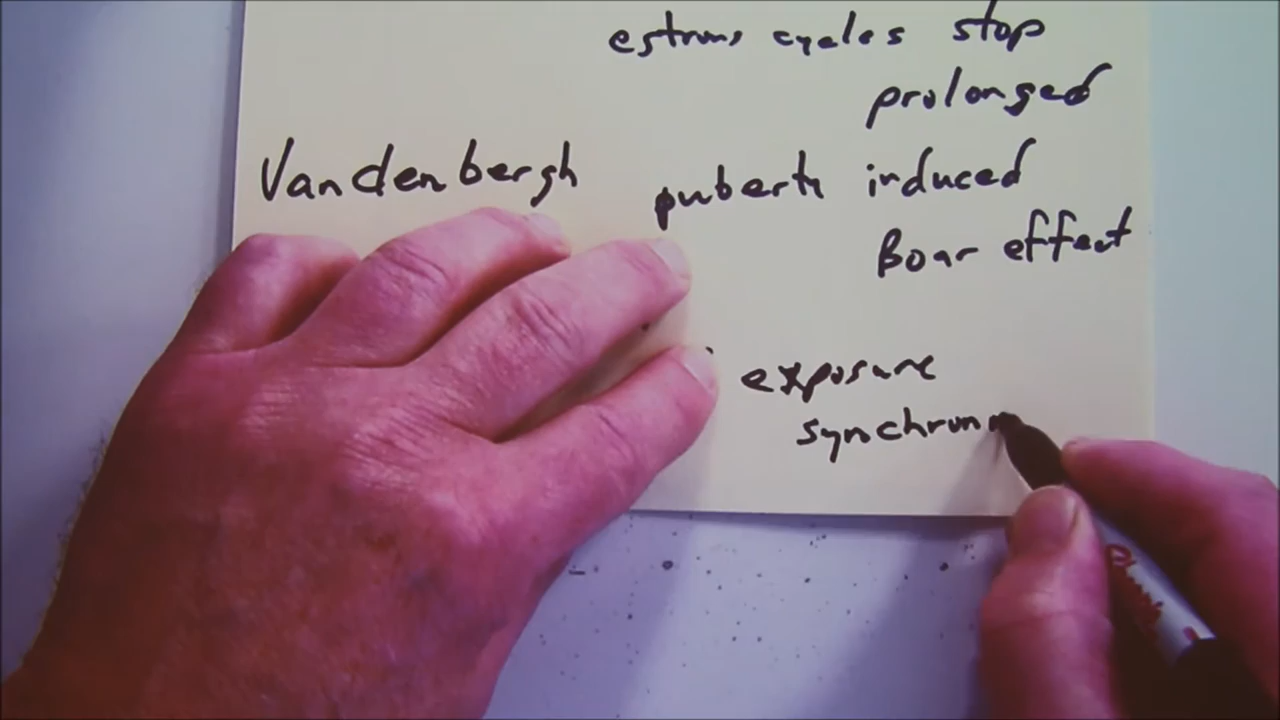 estrus cycles stop
prolonged
Vandenbergh puberty induced
Boar effect
exposure
synchron